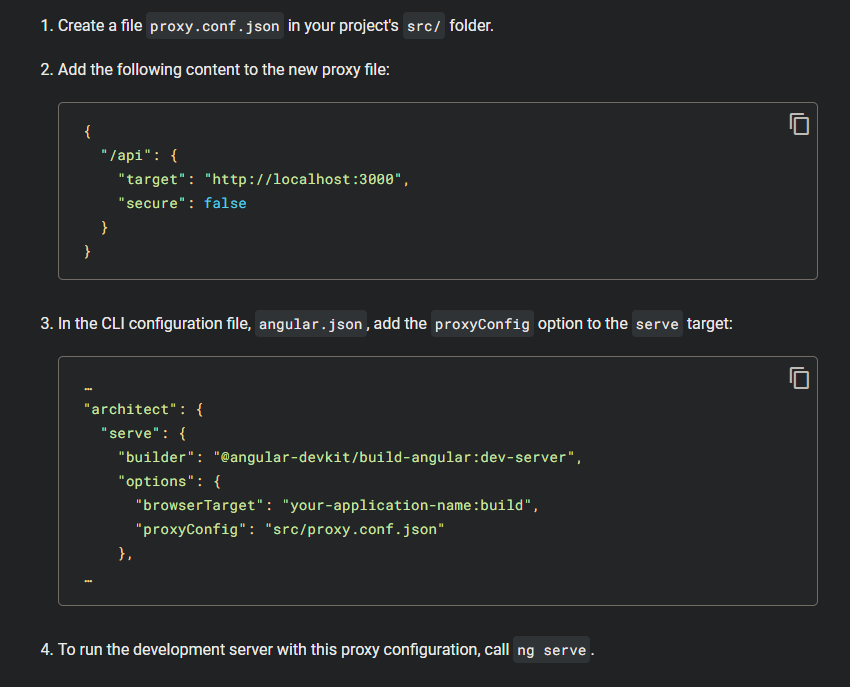 1. Create a file proxy.conf.json in your project's src/ folder.
2. Add the following content to the new proxy file:
{
  "/api": {
    "target": "http://localhost:3000",
    "secure": false
  }
}
3. In the CLI configuration file, angular.json, add the proxyConfig option to the serve target:
…
"architect": {
  "serve": {
    "builder": "@angular-devkit/build-angular:dev-server",
    "options": {
      "browserTarget": "your-application-name:build",
      "proxyConfig": "src/proxy.conf.json"
    },
…
4. To run the development server with this proxy configuration, call ng serve.